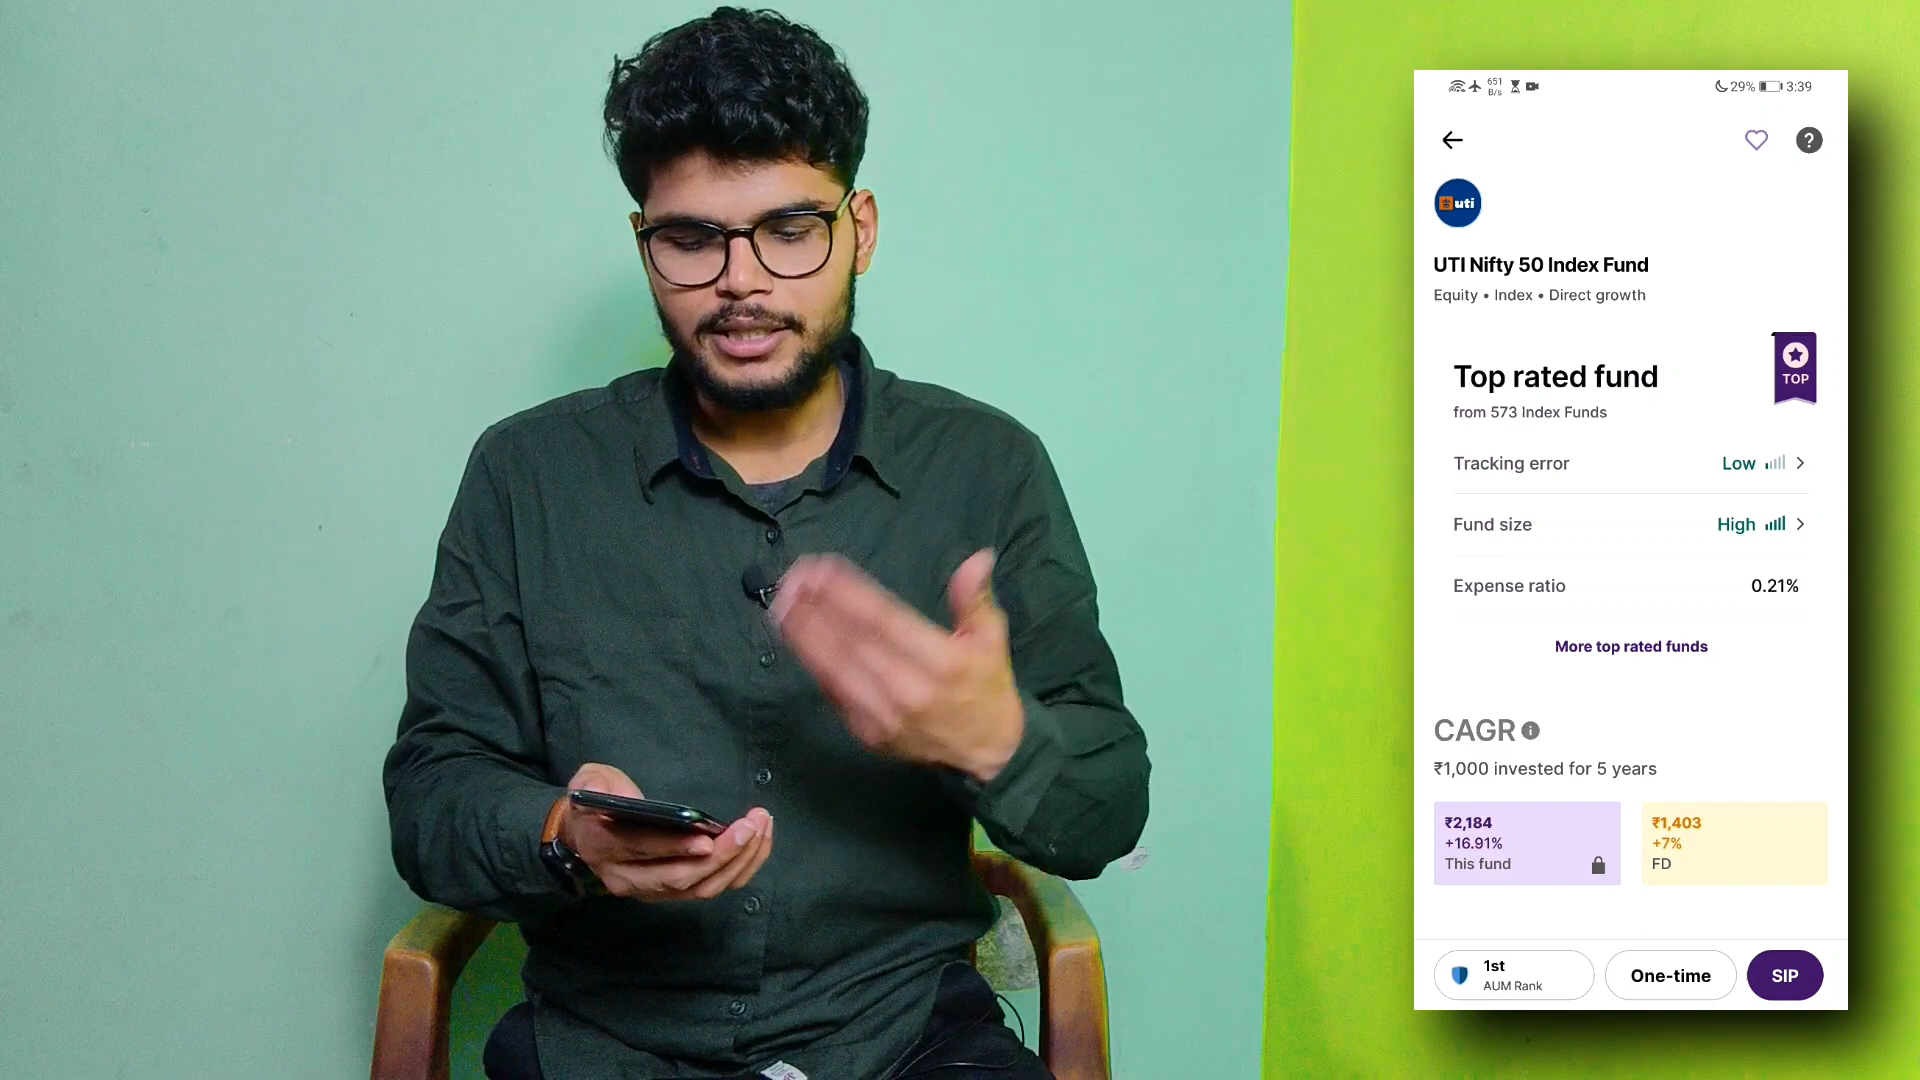 651
B/s
29%
3:39
?
uti
UTI Nifty 50 Index Fund
Equity • Index • Direct growth
Top rated fund
TOP
from 573 Index Funds
Tracking error
Low
Fund size
High
Expense ratio
0.21%
More top rated funds
CAGR
₹1,000 invested for 5 years
₹2,184
+16.91%
This fund
₹1,403
+7%
FD
1st
AUM Rank
One-time
SIP